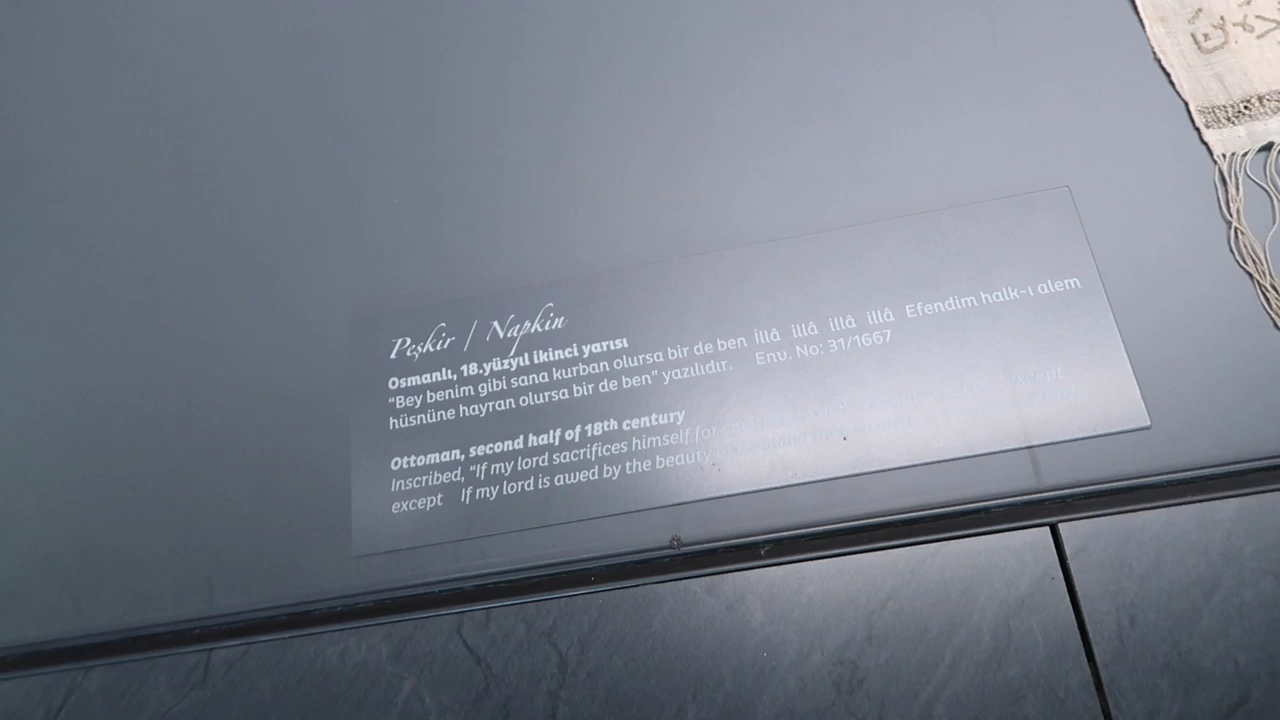 Peşkir / Napkin
Osmanlı, 18.yüzyıl ikinci yarısı
"Bey benim gibi sana kurban olursa bir de ben İllâ illâ illâ illâ Efendim halk-ı alem
hüsnüne hayran olursa bir de ben" yazılıdır. Env. No: 31/1667
Ottoman, second half of 18th century
Inscribed, "If my lord sacrifices himself for except
except If my lord is awed by the beauty